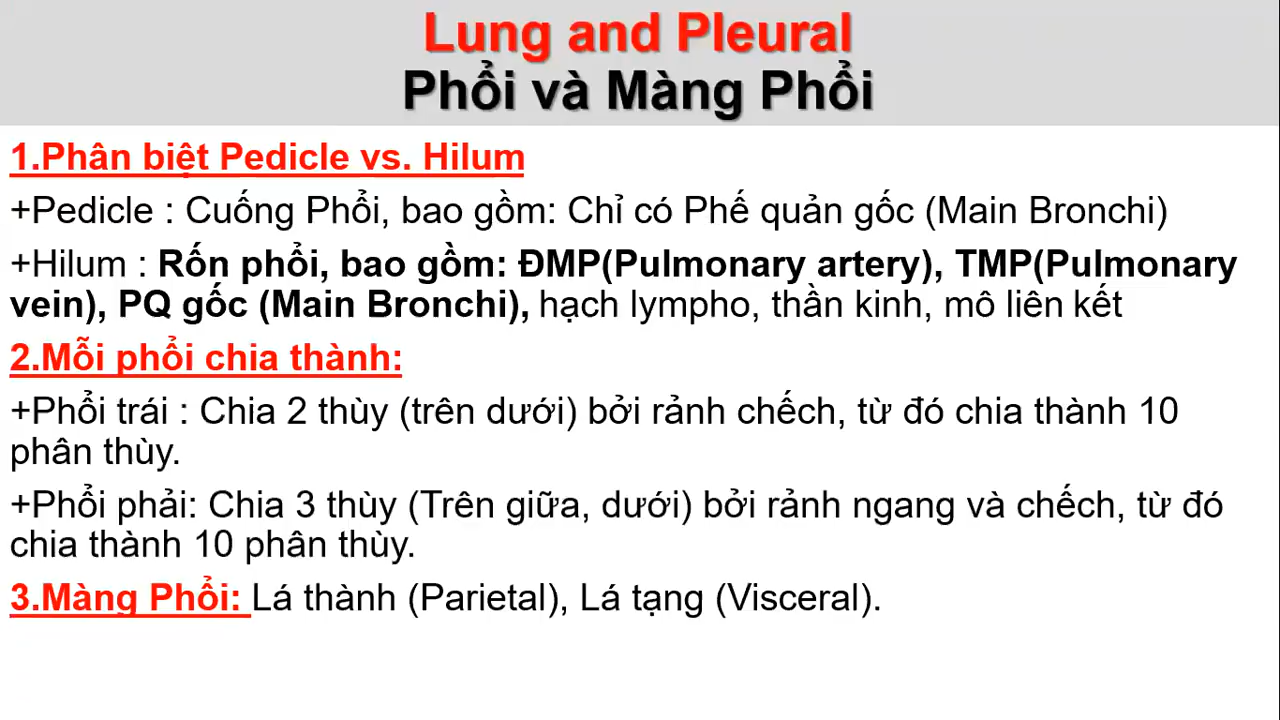 Lung and Pleural
Phổi và Màng Phổi
1.Phân biệt Pedicle vs. Hilum
+Pedicle : Cuống Phổi, bao gồm: Chỉ có Phế quản gốc (Main Bronchi)
+Hilum : Rốn phổi, bao gồm: ĐMP(Pulmonary artery), TMP(Pulmonary
vein), PQ gốc (Main Bronchi), hạch lympho, thần kinh, mô liên kết
2.Mỗi phổi chia thành:
+Phổi trái : Chia 2 thùy (trên dưới) bởi rảnh chếch, từ đó chia thành 10
phân thùy.
+Phổi phải: Chia 3 thùy (Trên giữa, dưới) bởi rảnh ngang và chếch, từ đó
chia thành 10 phân thùy.
3.Màng Phổi: Lá thành (Parietal), Lá tạng (Visceral).